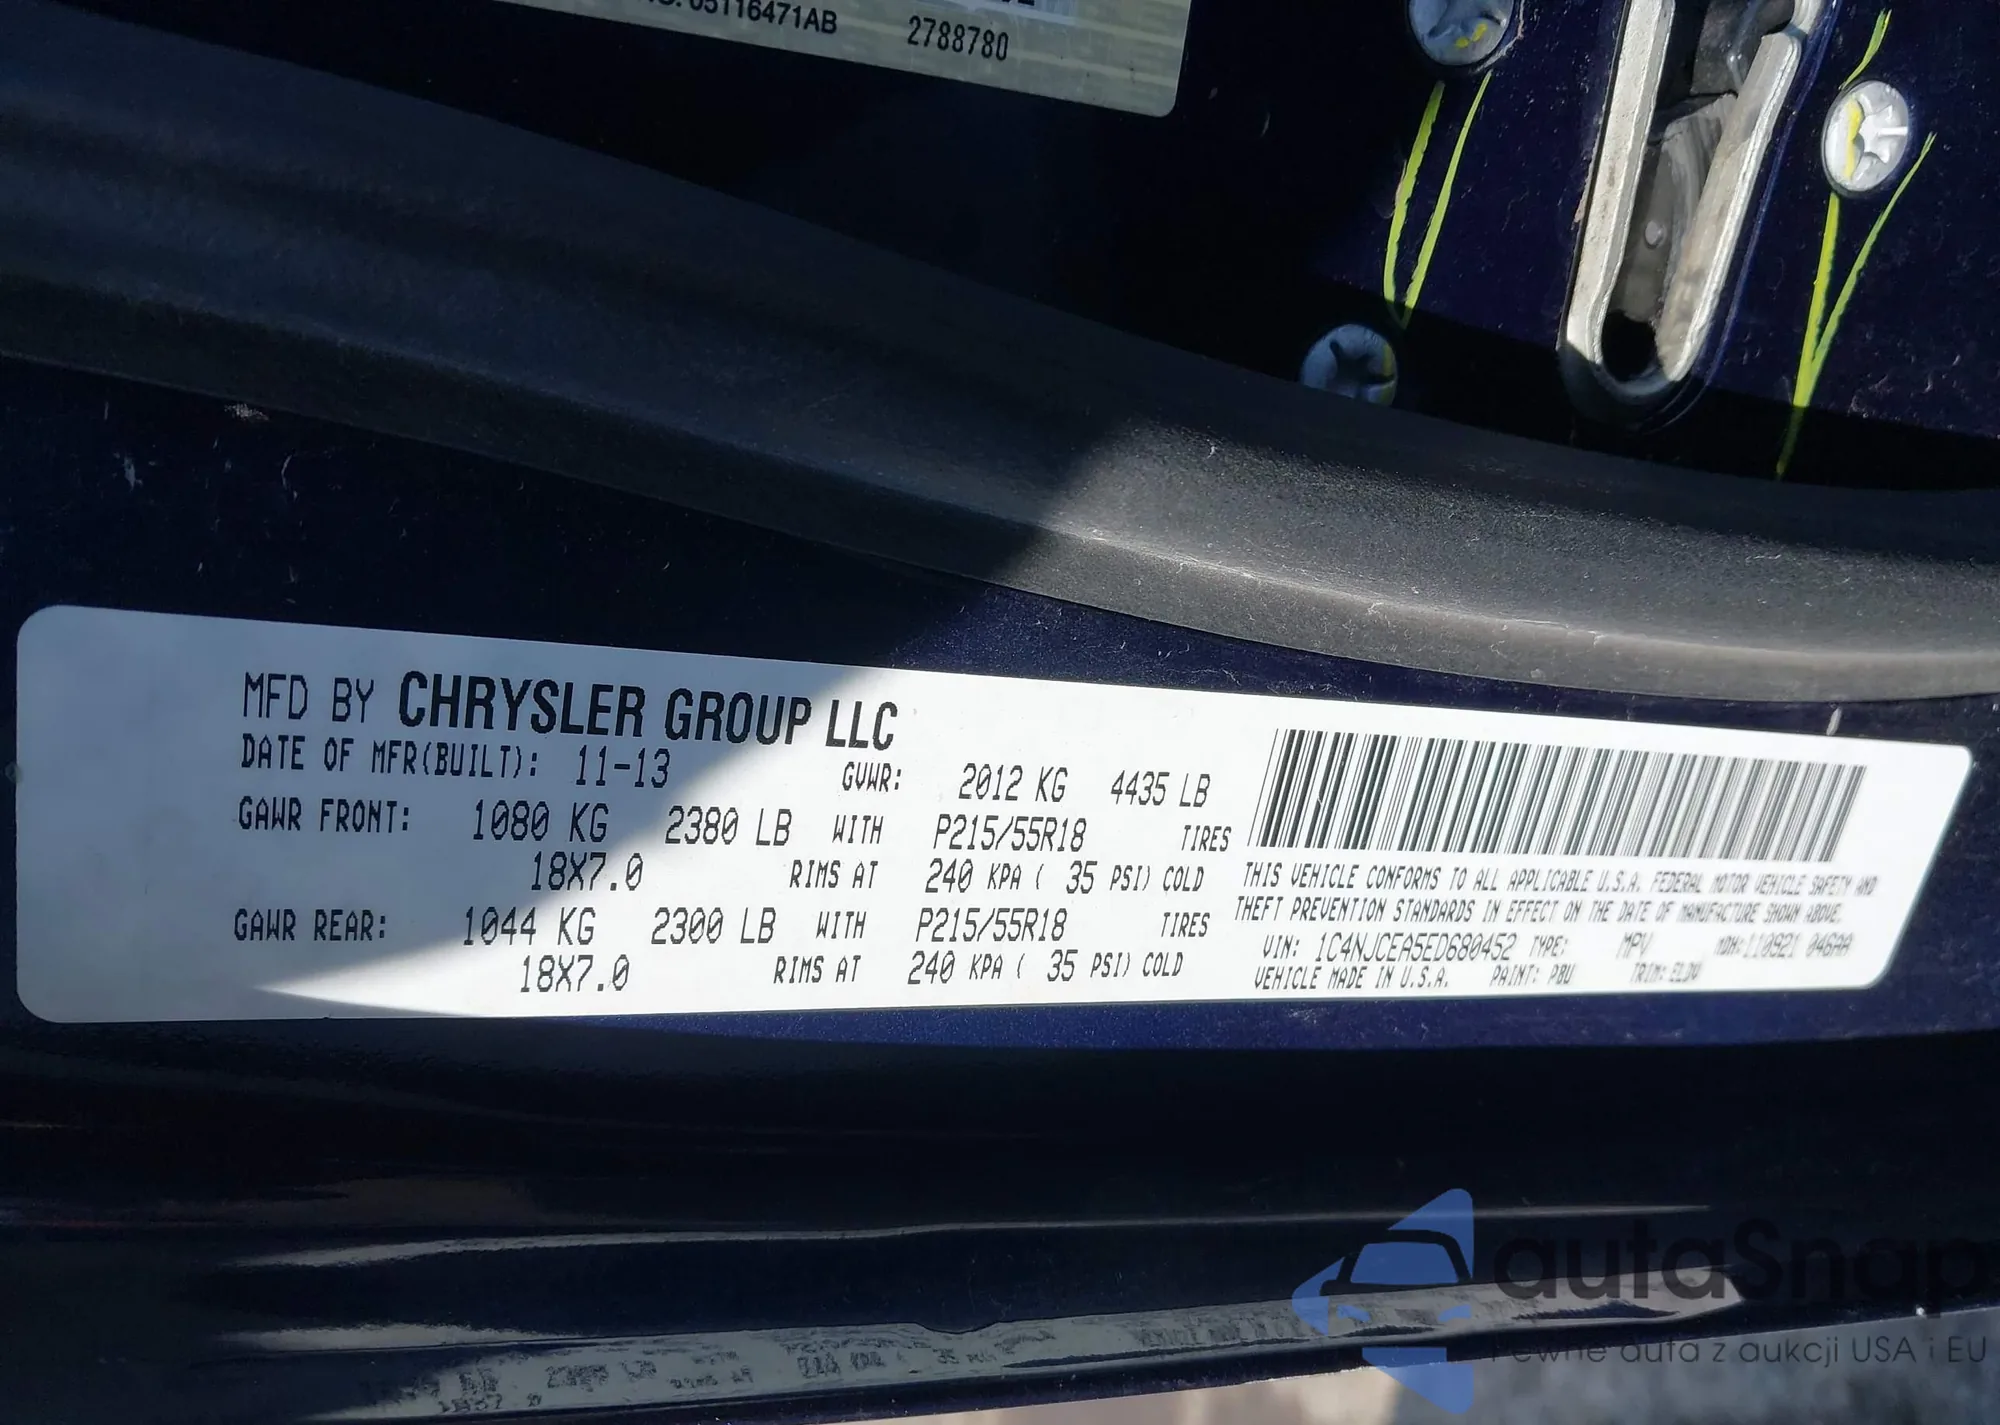 05116471AB 2788780
MFD BY CHRYSLER GROUP LLC
DATE OF MFR(BUILT): 11-13 GVWR: 2012 KG 4435 LB
GAWR FRONT: 1080 KG 2380 LB WITH P215/55R18 TIRES
18X7.0 RIMS AT 240 KPA ( 35 PSI) COLD
GAWR REAR: 1044 KG 2300 LB WITH P215/55R18 TIRES
18X7.0 RIMS AT 240 KPA ( 35 PSI) COLD
THIS VEHICLE CONFORMS TO ALL APPLICABLE U.S.A. FEDERAL MOTOR VEHICLE SAFETY AND
THEFT PREVENTION STANDARDS IN EFFECT ON THE DATE OF MANUFACTURE SHOWN ABOVE.
VIN: 1C4NJCEA5ED680452 TYPE: MPV MDH:110921 046AA
VEHICLE MADE IN U.S.A. PAINT: PBU TRIM:
autaSnap
Pewne auta z aukcji USA i EU